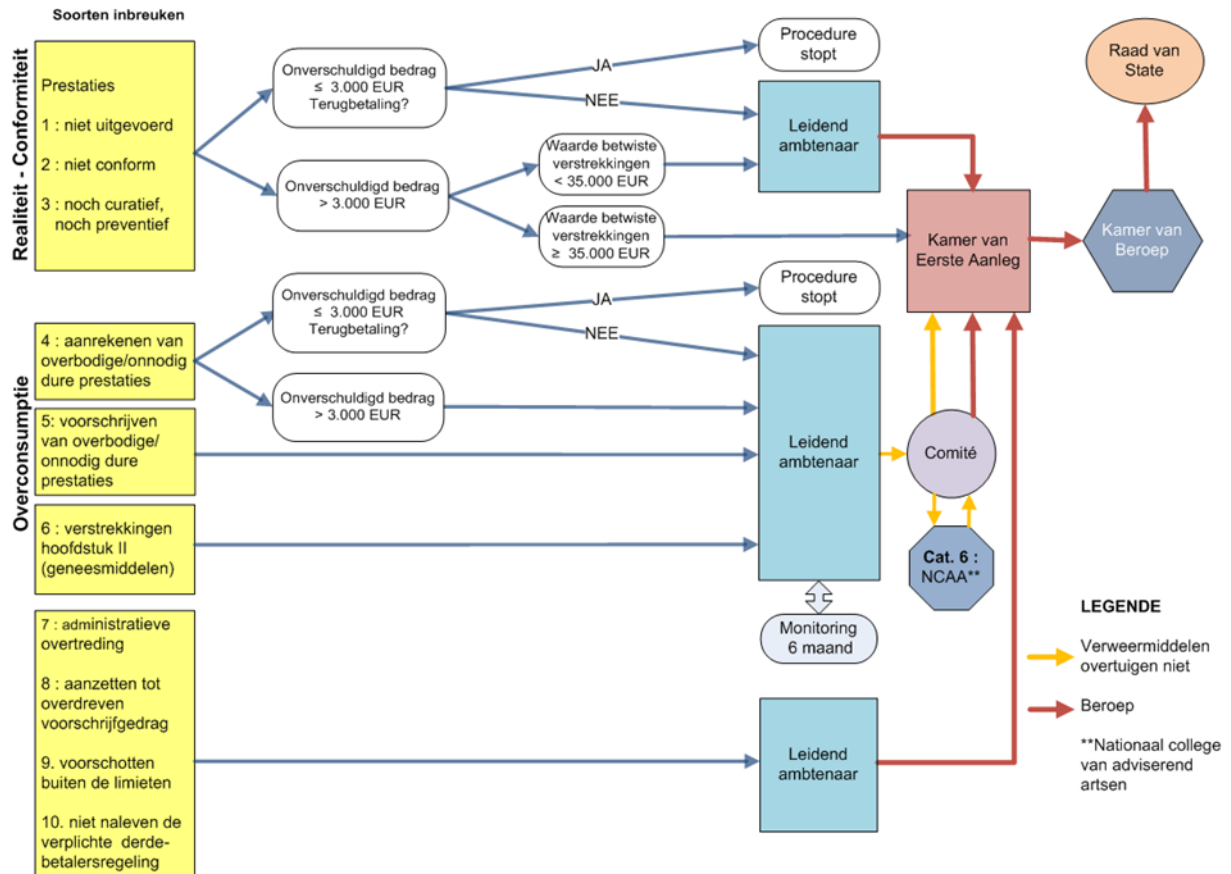 Soorten inbreuken
Realiteit - Conformiteit
Prestaties
1 : niet uitgevoerd
2 : niet conform
3 : noch curatief,
noch preventief
Onverschuldigd bedrag
≤ 3.000 EUR
Terugbetaling?
JA
NEE
Procedure
stopt
Leidend
ambtenaar
Onverschuldigd bedrag
> 3.000 EUR
Waarde betwiste
verstrekkingen
< 35.000 EUR
Waarde betwiste
verstrekkingen
≥ 35.000 EUR
Kamer van
Eerste Aanleg
Kamer van
Beroep
Raad van
State
Overconsumptie
4 : aanrekenen van
overbodige/onnodig
dure prestaties
Onverschuldigd bedrag
≤ 3.000 EUR
Terugbetaling?
JA
NEE
Procedure
stopt
Onverschuldigd bedrag
> 3.000 EUR
5: voorschrijven
van overbodige/
onnodig dure
prestaties
6 : verstrekkingen
hoofdstuk II
(geneesmiddelen)
Leidend
ambtenaar
Comité
Cat. 6 :
NCAA**
Monitoring
6 maand
7 : administratieve
overtreding
8 : aanzetten tot
overdreven
voorschrijfgedrag
9. voorschotten
buiten de limieten
10. niet naleven de
verplichte derde-
betalersregeling
Leidend
ambtenaar
LEGENDE
Verweermiddelen
overtuigen niet
Beroep
**Nationaal college
van adviserend
artsen